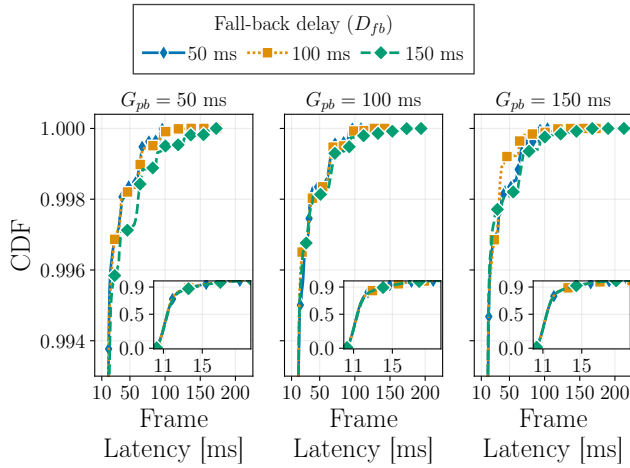 Fall-back delay (D_fb)
50 ms 100 ms 150 ms
G_pb = 50 ms G_pb = 100 ms G_pb = 150 ms
CDF
1.000
0.998
0.996
0.994
0.9 0.9 0.9
0.5 0.5 0.5
0.0 0.0 0.0
11 15 11 15 11 15
10 50 100 150 200 10 50 100 150 200 10 50 100 150 200
Frame Frame Frame
Latency [ms] Latency [ms] Latency [ms]